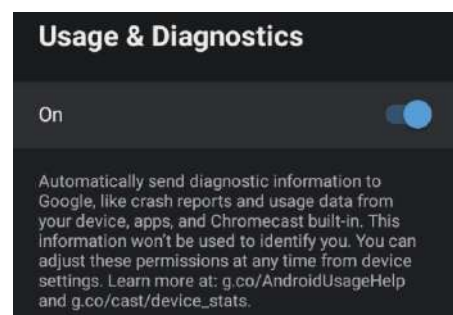 Usage & Diagnostics
On
Automatically send diagnostic information to
Google, like crash reports and usage data from
your device, apps, and Chromecast built-in. This
information won't be used to identify you. You can
adjust these permissions at any time from device
settings. Learn more at: g.co/AndroidUsageHelp
and g.co/cast/device_stats.